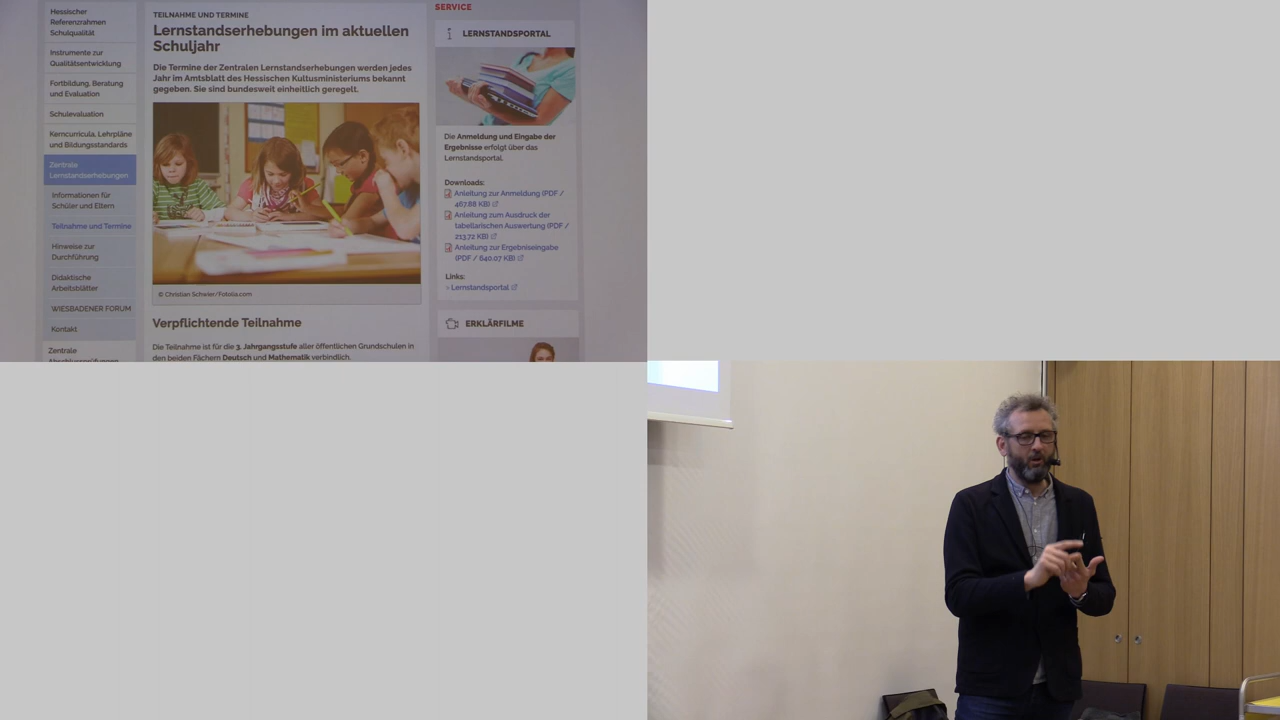 Hessischer
Referenzrahmen
Schulqualität
Instrumente zur
Qualitätsentwicklung
Fortbildung, Beratung
und Evaluation
Schulevaluation
Kerncurricula, Lehrpläne
und Bildungsstandards
Zentrale
Lernstandserhebungen
Informationen für
Schüler und Eltern
Teilnahme und Termine
Hinweise zur
Durchführung
Didaktische
Arbeitsblätter
WIESBADENER FORUM
Kontakt
Zentrale
Abschlussprüfungen
TEILNAHME UND TERMINE
Lernstandserhebungen im aktuellen
Schuljahr
Die Termine der Zentralen Lernstandserhebungen werden jedes
Jahr im Amtsblatt des Hessischen Kultusministeriums bekannt
gegeben. Sie sind bundesweit einheitlich geregelt.
© Christian Schwier/Fotolia.com
Verpflichtende Teilnahme
Die Teilnahme ist für die 3. Jahrgangsstufe aller öffentlichen Grundschulen in
den beiden Fächern Deutsch und Mathematik verbindlich.
SERVICE
LERNSTANDSPORTAL
Die Anmeldung und Eingabe der
Ergebnisse erfolgt über das
Lernstandsportal.
Downloads:
Anleitung zur Anmeldung (PDF /
467.88 KB)
Anleitung zum Ausdruck der
tabellarischen Auswertung (PDF /
213.72 KB)
Anleitung zur Ergebniseingabe
(PDF / 640.07 KB)
Links:
› Lernstandsportal
ERKLÄRFILME